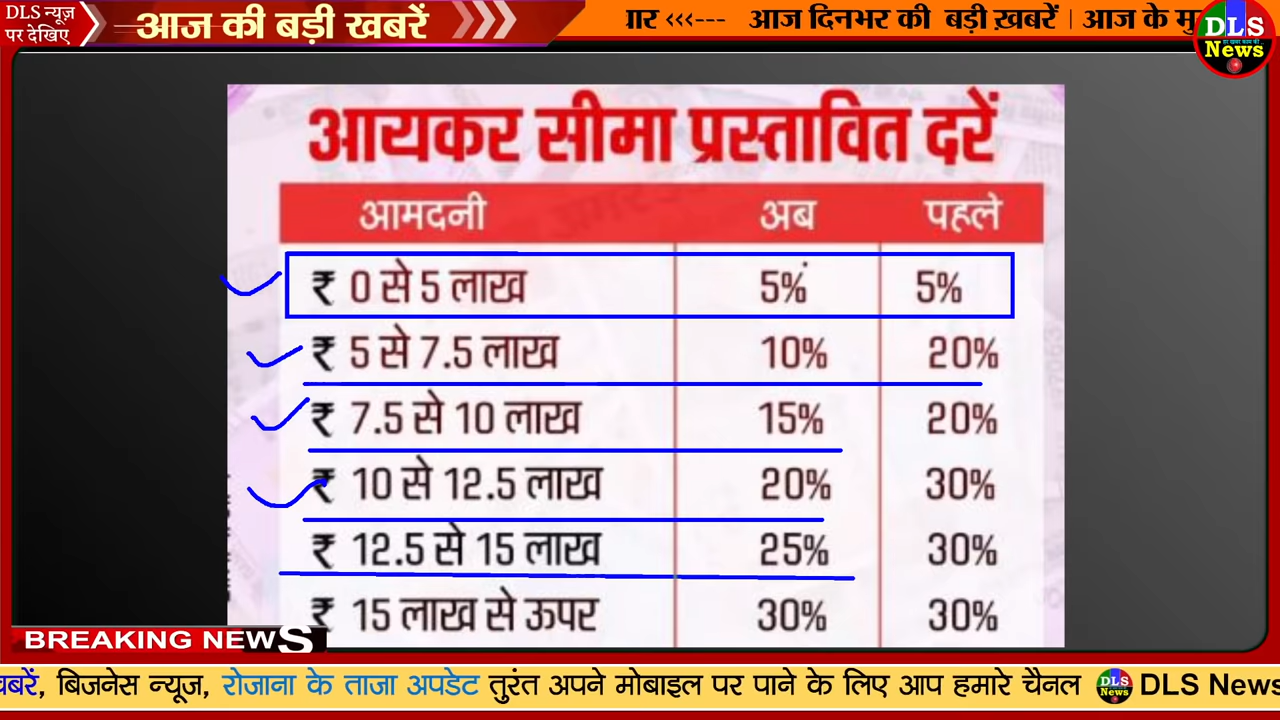 DLS न्यूज़
पर देखिए
आज की बड़ी खबरें
‹‹‹--- आज दिनभर की बड़ी ख़बरें | आज के
DLS
News
आयकर सीमा प्रस्तावित दरें
आमदनी अब पहले
₹ 0 से 5 लाख 5% 5%
₹ 5 से 7.5 लाख 10% 20%
₹ 7.5 से 10 लाख 15% 20%
₹ 10 से 12.5 लाख 20% 30%
₹ 12.5 से 15 लाख 25% 30%
₹ 15 लाख से ऊपर 30% 30%
BREAKING NEWS
बिजनेस न्यूज, रोजाना के ताजा अपडेट तुरंत अपने मोबाइल पर पाने के लिए आप हमारे चैनल DLS News DLS News